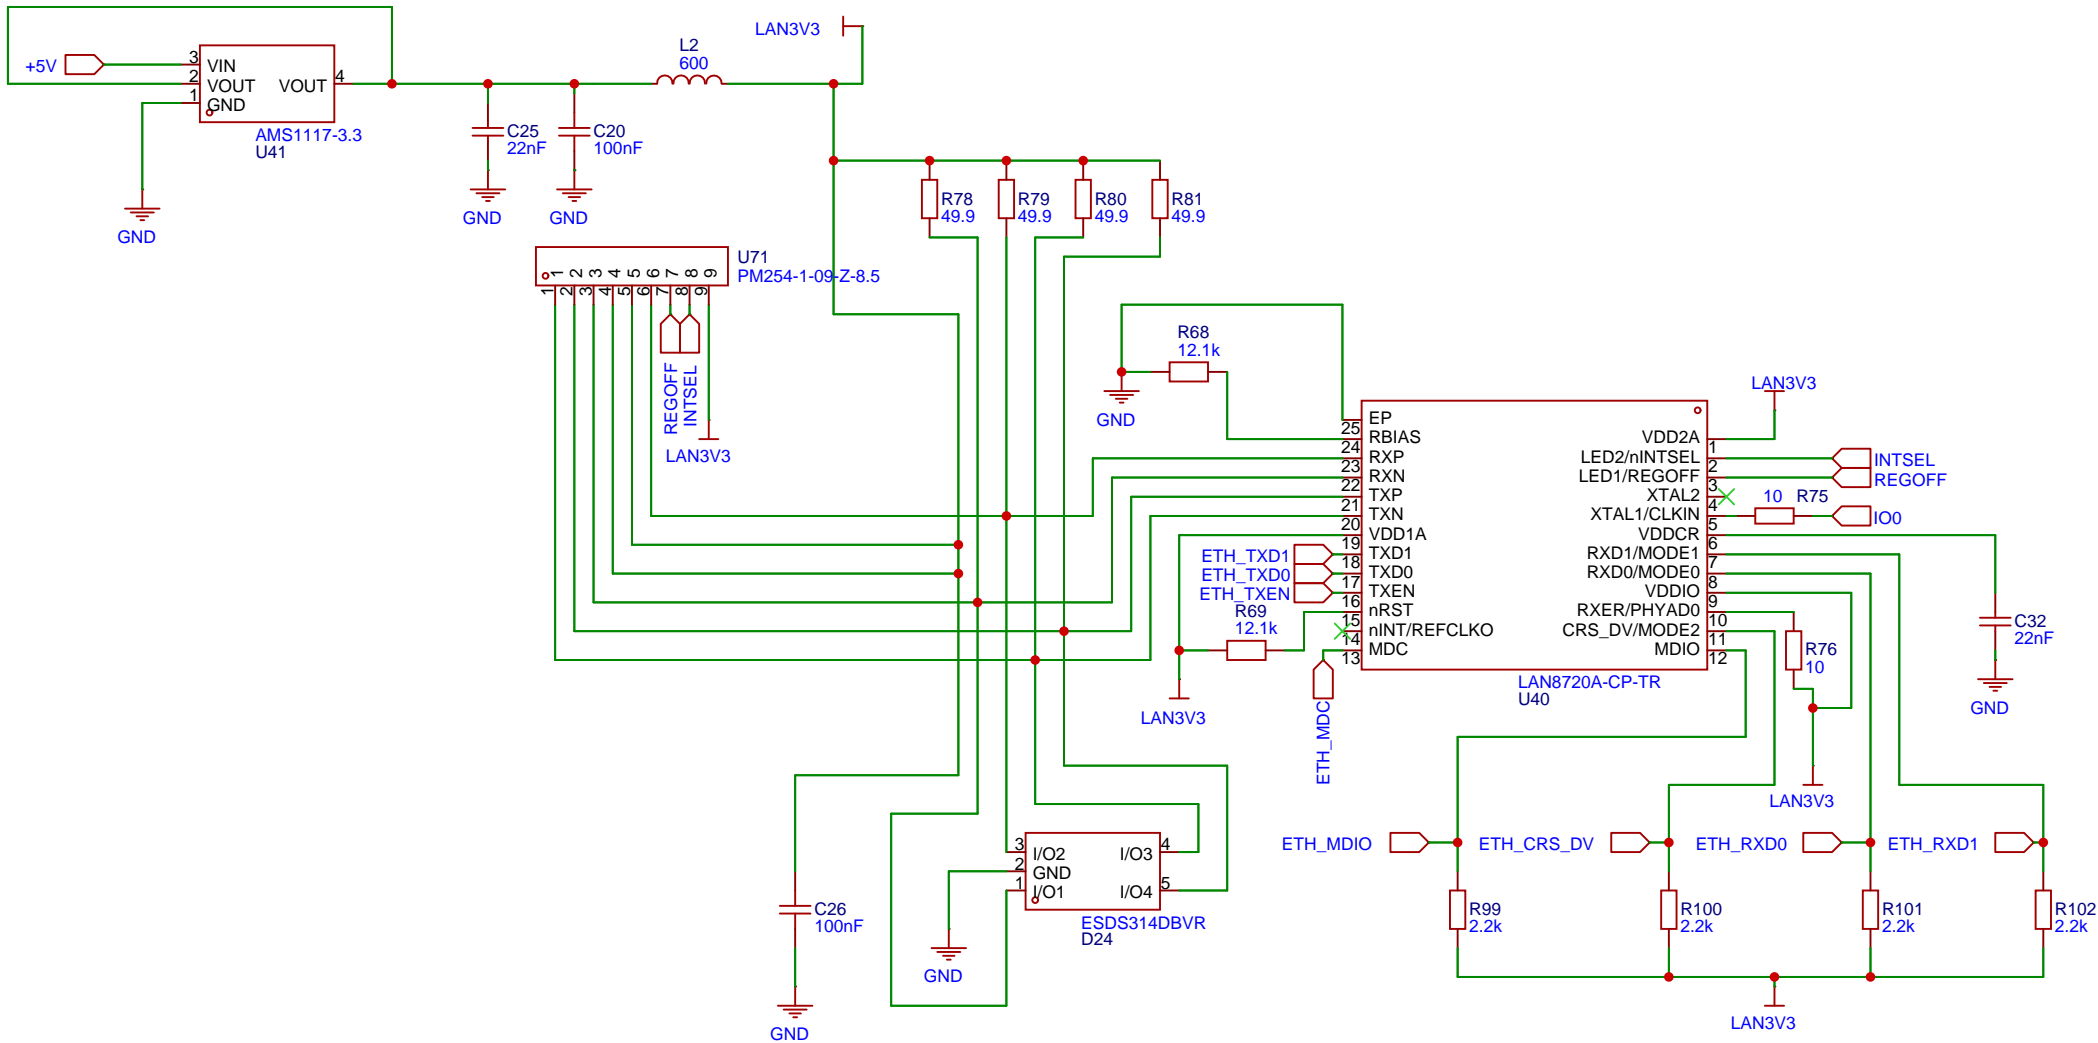 LAN3V3
L2
600
+5V
3
2
1
VIN
VOUT
GND
VOUT
4
AMS1117-3.3
U41
GND
C25
22nF
GND
C20
100nF
GND
R78
49.9
R79
49.9
R80
49.9
R81
49.9
U71
PM254-1-09-Z-8.5
1 2 3 4 5 6 7 8 9
1 2 3 4 5 6 7 8 9
REGOFF
INTSEL
LAN3V3
R68
12.1k
GND
EP
RBIAS
RXP
RXN
TXP
TXN
VDD1A
TXD1
TXD0
TXEN
nRST
nINT/REFCLKO
MDC
25
24
23
22
21
20
19
18
17
16
15
14
13
VDD2A
LED2/nINTSEL
LED1/REGOFF
XTAL2
XTAL1/CLKIN
VDDCR
RXD1/MODE1
RXD0/MODE0
VDDIO
RXER/PHYAD0
CRS_DV/MODE2
MDIO
1
2
3
4
5
6
7
8
9
10
11
12
LAN8720A-CP-TR
U40
LAN3V3
INTSEL
REGOFF
10 R75
IO0
ETH_TXD1
ETH_TXD0
ETH_TXEN
R69
12.1k
LAN3V3
ETH_MDC
R76
10
LAN3V3
C32
22nF
GND
ETH_MDIO
ETH_CRS_DV
ETH_RXD0
ETH_RXD1
R99
2.2k
R100
2.2k
R101
2.2k
R102
2.2k
LAN3V3
C26
100nF
GND
3
2
1
I/O2
GND
I/O1
I/O3
I/O4
4
5
ESDS314DBVR
D24
GND